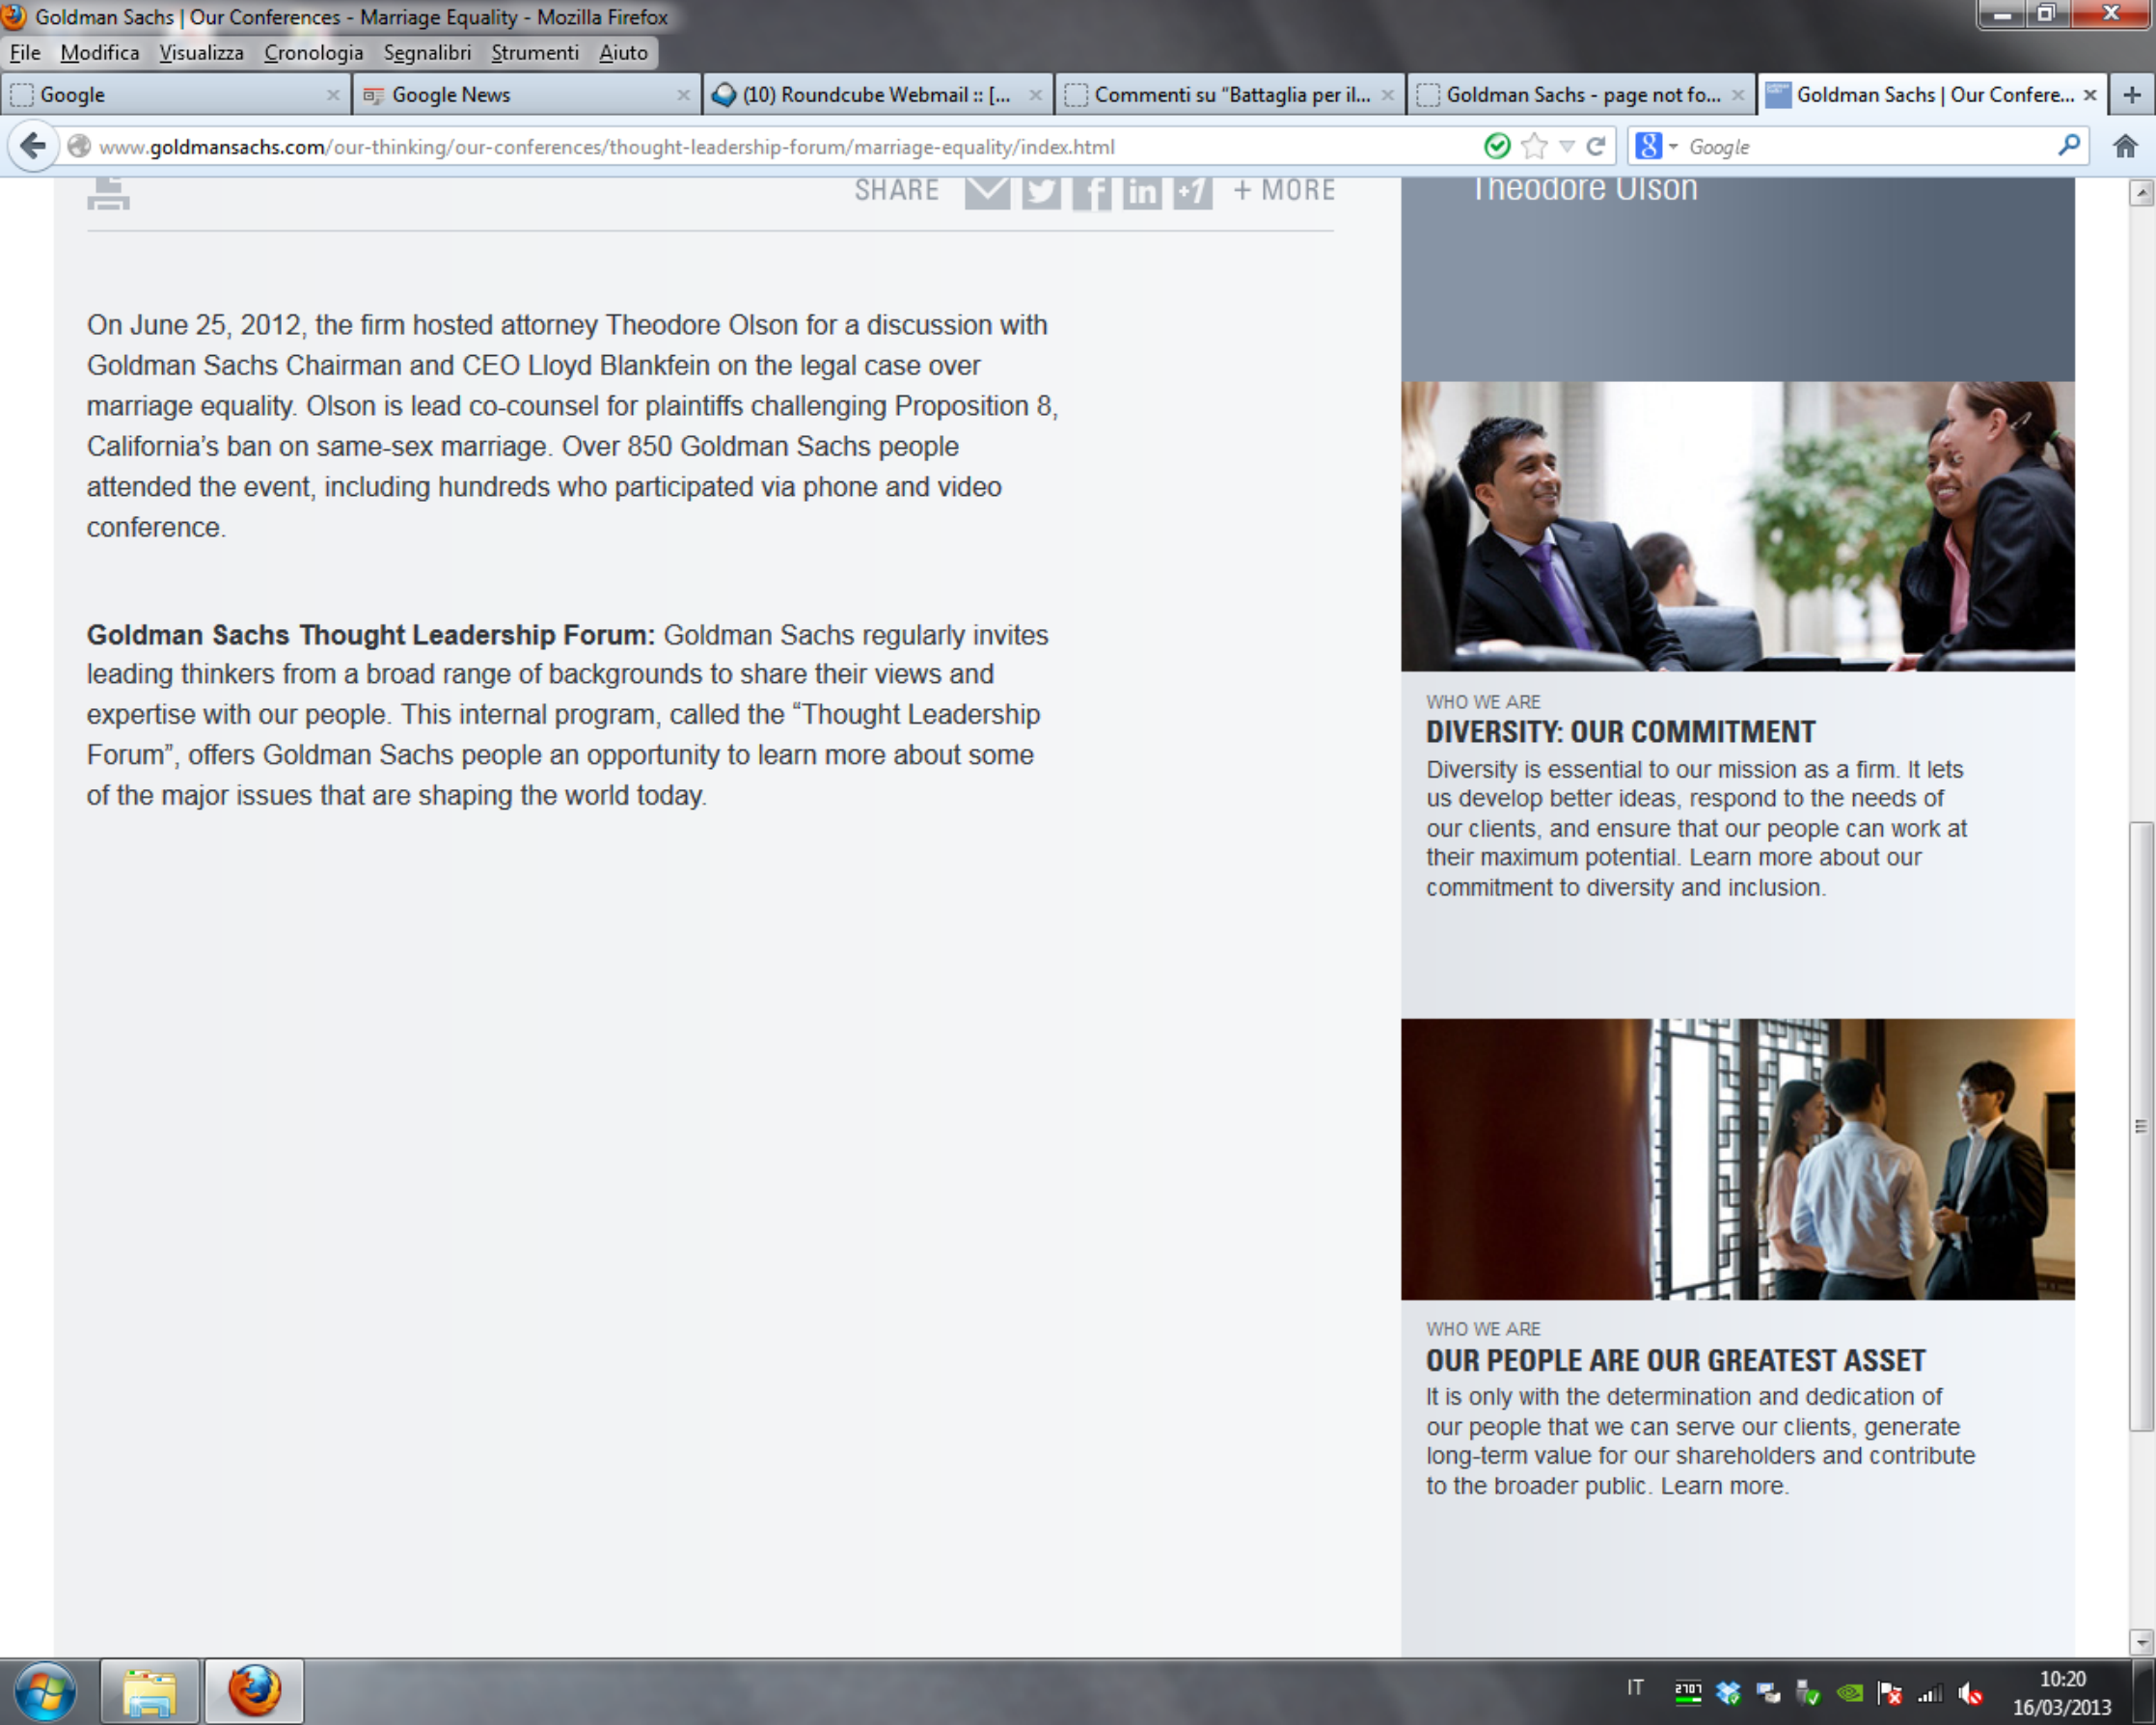 Goldman Sachs | Our Conferences - Marriage Equality - Mozilla Firefox
File Modifica Visualizza Cronologia Segnalibri Strumenti Aiuto
Google
Google News
(10) Roundcube Webmail :: [...
Commenti su "Battaglia per il...
Goldman Sachs - page not fo...
Goldman Sachs | Our Confere...
www.goldmansachs.com/our-thinking/our-conferences/thought-leadership-forum/marriage-equality/index.html
Google
SHARE
+1
+ MORE
On June 25, 2012, the firm hosted attorney Theodore Olson for a discussion with
Goldman Sachs Chairman and CEO Lloyd Blankfein on the legal case over
marriage equality. Olson is lead co-counsel for plaintiffs challenging Proposition 8,
California's ban on same-sex marriage. Over 850 Goldman Sachs people
attended the event, including hundreds who participated via phone and video
conference.
Goldman Sachs Thought Leadership Forum: Goldman Sachs regularly invites
leading thinkers from a broad range of backgrounds to share their views and
expertise with our people. This internal program, called the “Thought Leadership
Forum”, offers Goldman Sachs people an opportunity to learn more about some
of the major issues that are shaping the world today.
Theodore Olson
WHO WE ARE
DIVERSITY: OUR COMMITMENT
Diversity is essential to our mission as a firm. It lets
us develop better ideas, respond to the needs of
our clients, and ensure that our people can work at
their maximum potential. Learn more about our
commitment to diversity and inclusion.
WHO WE ARE
OUR PEOPLE ARE OUR GREATEST ASSET
It is only with the determination and dedication of
our people that we can serve our clients, generate
long-term value for our shareholders and contribute
to the broader public. Learn more.
IT
2701
10:20
16/03/2013